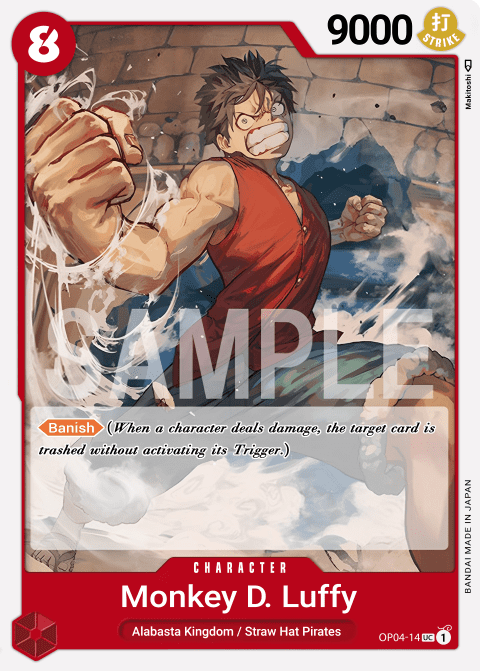 8
9000
打
STRIKE
Makitoshi
SAMPLE
Banish (When a character deals damage, the target card is
trashed without activating its Trigger.)
BANDAI MADE IN JAPAN
CHARACTER
Monkey D. Luffy
Alabasta Kingdom / Straw Hat Pirates
OP04-14 UC 1